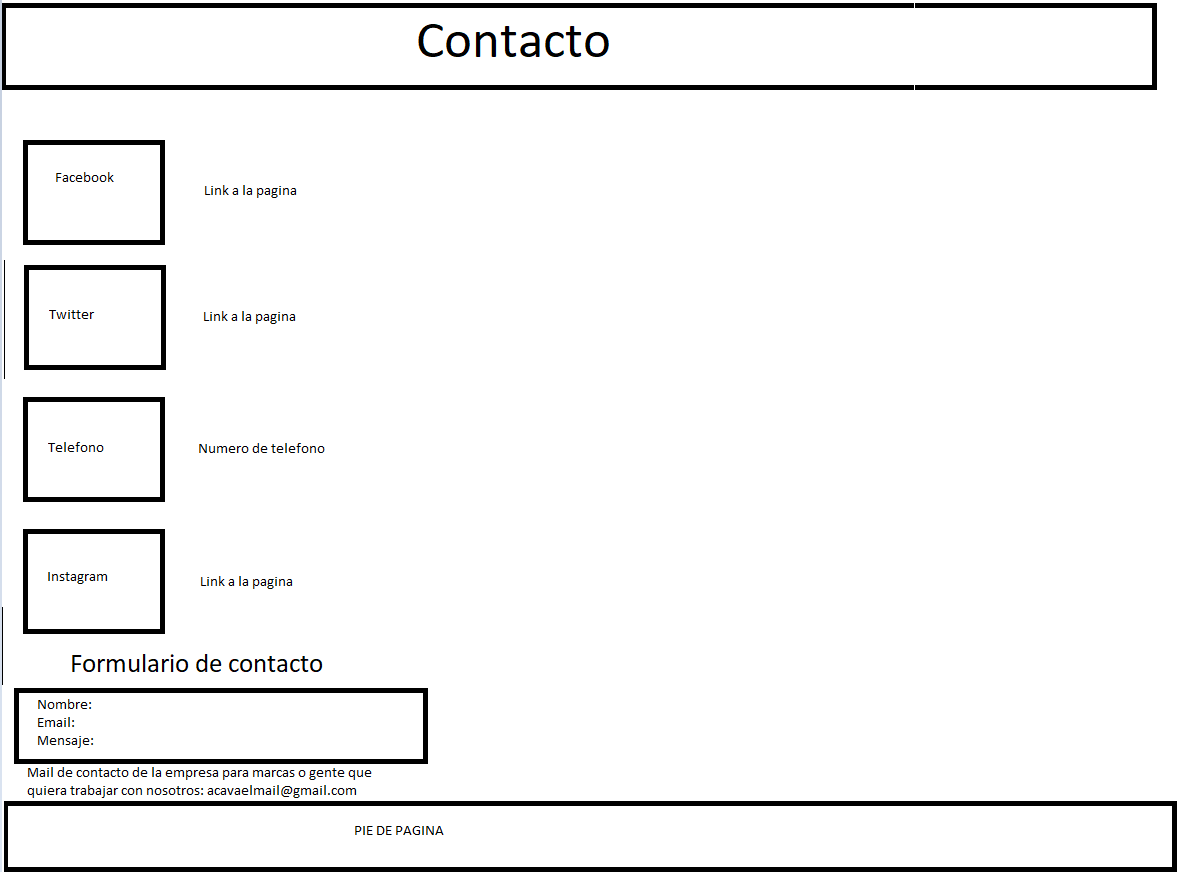 Contacto
Facebook
Link a la pagina
Twitter
Link a la pagina
Telefono
Numero de telefono
Instagram
Link a la pagina
Formulario de contacto
Nombre:
Email:
Mensaje:
Mail de contacto de la empresa para marcas o gente que
quiera trabajar con nosotros: acavaelmail@gmail.com
PIE DE PAGINA